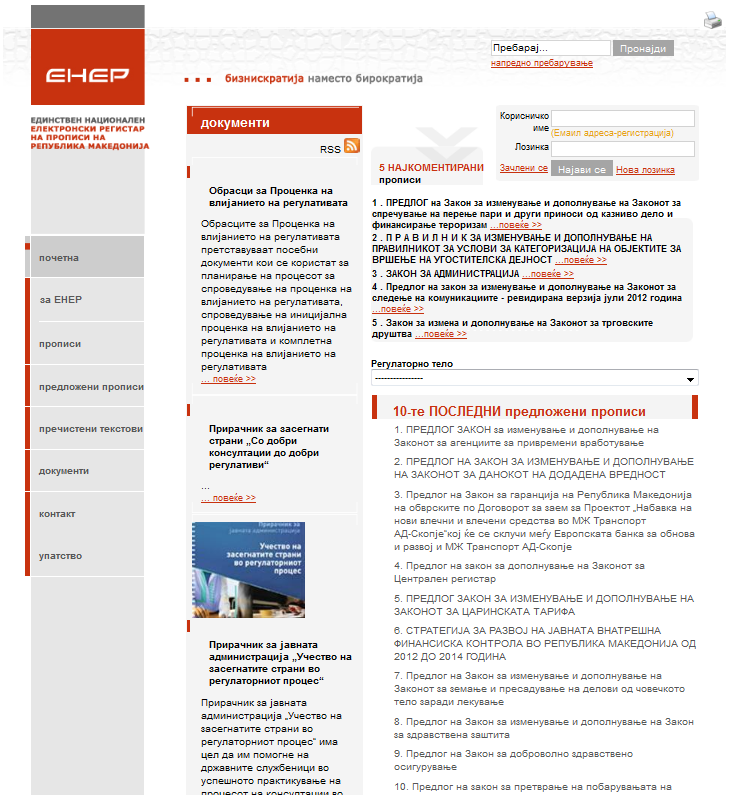 ЕНЕР
ЕДИНСТВЕН НАЦИОНАЛЕН
ЕЛЕКТРОНСКИ РЕГИСТАР
НА ПРОПИСИ НА
РЕПУБЛИКА МАКЕДОНИЈА
бизнискратија наместо бирократија
Пребарај...
Пронајди
напредно пребарување
почетна
за ЕНЕР
прописи
предложени прописи
пречистени текстови
документи
контакт
упатство
документи
RSS
Обрасци за Проценка на
влијанието на регулативата
Обрасците за Проценка на
влијанието на регулативата
претставуваат посебни
документи кои се користат за
планирање на процесот за
спроведување на проценка на
влијанието на регулативата,
спроведување на иницијална
проценка на влијанието на
регулативата и комплетна
проценка на влијанието на
регулативата
... повеќе >>
Прирачник за засегнати
страни „Со добри
консултации до добри
регулативи“
...
... повеќе >>
Прирачник за
јавната администрација
Учество на
засегнатите страни
во регулаторниот
процес
Прирачник за јавната
администрација „Учество на
засегнатите страни во
регулаторниот процес“
Прирачник за јавната
администрација „Учество на
засегнатите страни во
регулаторниот процес“ има
цел да им помогне на
државните службеници во
успешното практикување на
процесот на консултации во
Корисничко
име
(Емаил адреса-регистрација)
Лозинка
Зачлени се
Најави се
Нова лозинка
5 НАЈКОМЕНТИРАНИ
прописи
1 . ПРЕДЛОГ на Закон за изменување и дополнување на Законот за
спречување на перење пари и други приноси од казниво дело и
финансирање тероризам ...повеќе >>
2 . П Р А В И Л Н И К ЗА ИЗМЕНУВАЊЕ И ДОПОЛНУВАЊЕ НА
ПРАВИЛНИКОТ ЗА УСЛОВИ ЗА КАТЕГОРИЗАЦИЈА НА ОБЈЕКТИТЕ ЗА
ВРШЕЊЕ НА УГОСТИТЕЛСКА ДЕЈНОСТ ...повеќе >>
3 . ЗАКОН ЗА АДМИНИСТРАЦИЈА ...повеќе >>
4 . Предлог на закон за изменување и дополнување на Законот за
следење на комуникациите - ревидирана верзија јули 2012 година
...повеќе >>
5 . Закон за измена и дополнување на Законот за трговските
друштва ...повеќе >>
Регулаторно тело
----------------
10-те ПОСЛЕДНИ предложени прописи
1. ПРЕДЛОГ ЗАКОН за изменување и дополнување на
Законот за агенциите за привремени вработување
2. ПРЕДЛОГ НА ЗАКОН ЗА ИЗМЕНУВАЊЕ И ДОПОЛНУВАЊЕ
НА ЗАКОНОТ ЗА ДАНОКОТ НА ДОДАДЕНА ВРЕДНОСТ
3. Предлог на Закон за гаранција на Република Македонија
на обврските по Договорот за заем за Проектот „Набавка на
нови влечни и влечени средства во МЖ Транспорт
АД-Скопје“кој ќе се склучи меѓу Европската банка за обнова
и развој и МЖ Транспорт АД-Скопје
4. Предлог на закон за дополнување на Законот за
Централен регистар
5. ПРЕДЛОГ ЗАКОН ЗА ИЗМЕНУВАЊЕ И ДОПОЛНУВАЊЕ НА
ЗАКОНОТ ЗА ЦАРИНСКАТА ТАРИФА
6. СТРАТЕГИЈА ЗА РАЗВОЈ НА ЈАВНАТА ВНАТРЕШНА
ФИНАНСИСКА КОНТРОЛА ВО РЕПУБЛИКА МАКЕДОНИЈА ОД
2012 ДО 2014 ГОДИНА
7. Предлог на Закон за изменување и дополнување на
Законот за земање и пресадување на делови од човечкото
тело заради лекување
8. Предлог на Закон за изменување и дополнување на Закон
за здравствена заштита
9. Предлог на Закон за доброволно здравствено
осигурување
10. Предлог на закон за претварање на побарувањата на